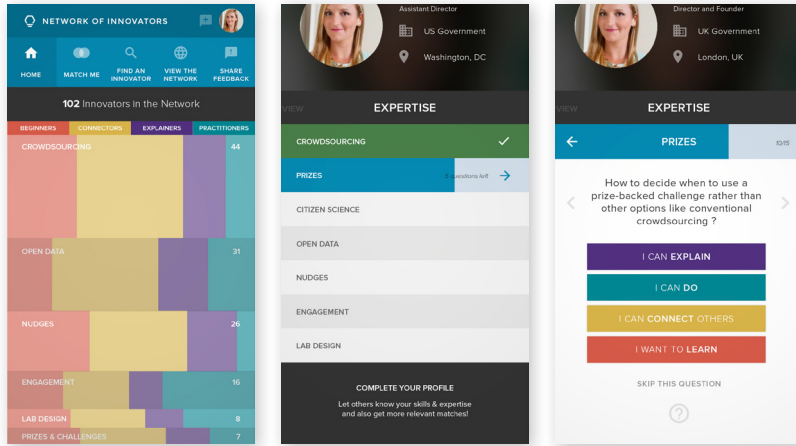 NETWORK OF INNOVATORS
HOME
MATCH ME
FIND AN
INNOVATOR
VIEW THE
NETWORK
SHARE
FEEDBACK
102 Innovators in the Network
BEGINNERS
CONNECTORS
EXPLAINERS
PRACTITIONERS
CROWDSOURCING 44
OPEN DATA 31
NUDGES 26
ENGAGEMENT 16
LAB DESIGN 8
PRIZES & CHALLENGES 7
Assistant Director
US Government
Washington, DC
VIEW
EXPERTISE
CROWDSOURCING
PRIZES
questions left
CITIZEN SCIENCE
OPEN DATA
NUDGES
ENGAGEMENT
LAB DESIGN
COMPLETE YOUR PROFILE
Let others know your skills & expertise
and also get more relevant matches!
Director and Founder
UK Government
London, UK
VIEW
EXPERTISE
PRIZES
10/15
How to decide when to use a
prize-backed challenge rather than
other options like conventional
crowdsourcing ?
I CAN EXPLAIN
I CAN DO
I CAN CONNECT OTHERS
I WANT TO LEARN
SKIP THIS QUESTION
?